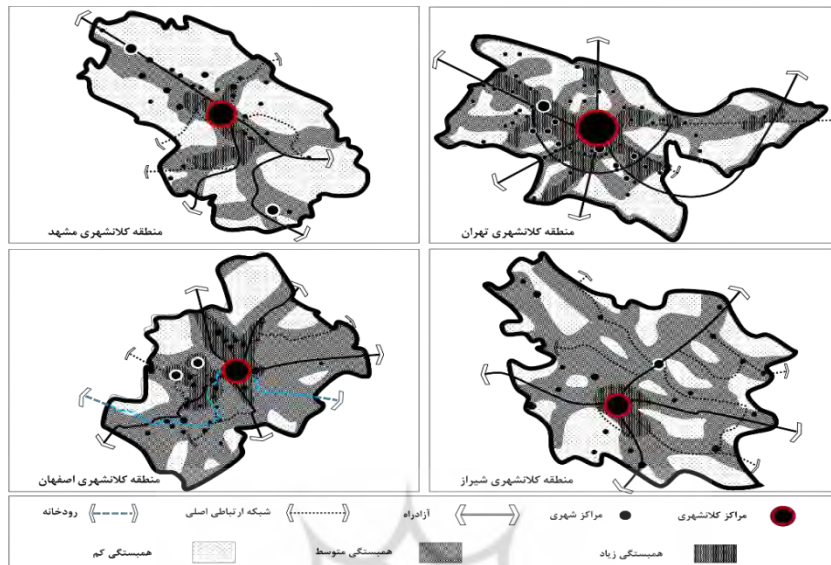 منطقه کلانشهری تهران
منطقه کلانشهری مشهد
منطقه کلانشهری شیراز
منطقه کلانشهری اصفهان
مراکز کلانشهری
مراکز شهری
آزادراه
شبکه ارتباطی اصلی
رودخانه
همبستگی زیاد
همبستگی متوسط
همبستگی کم